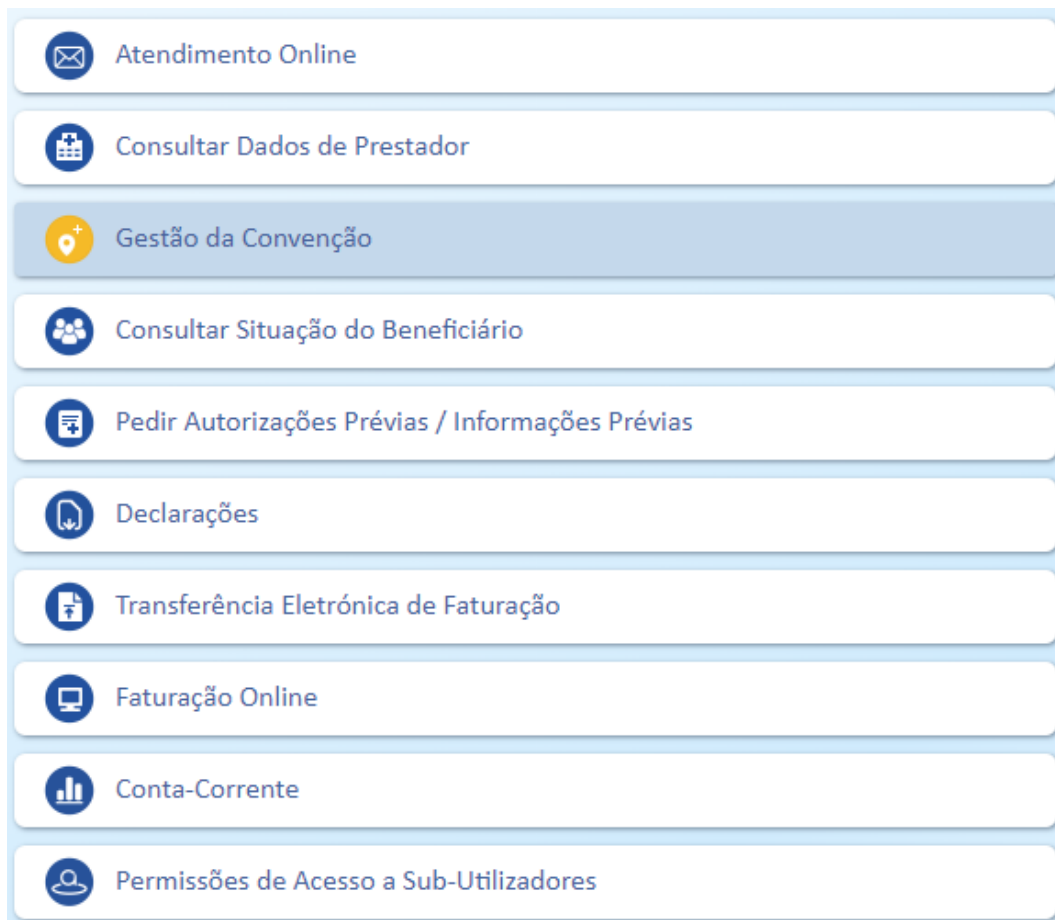 Atendimento Online
Consultar Dados de Prestador
Gestão da Convenção
Consultar Situação do Beneficiário
Pedir Autorizações Prévias / Informações Prévias
Declarações
Transferência Eletrónica de Faturação
Faturação Online
Conta-Corrente
Permissões de Acesso a Sub-Utilizadores